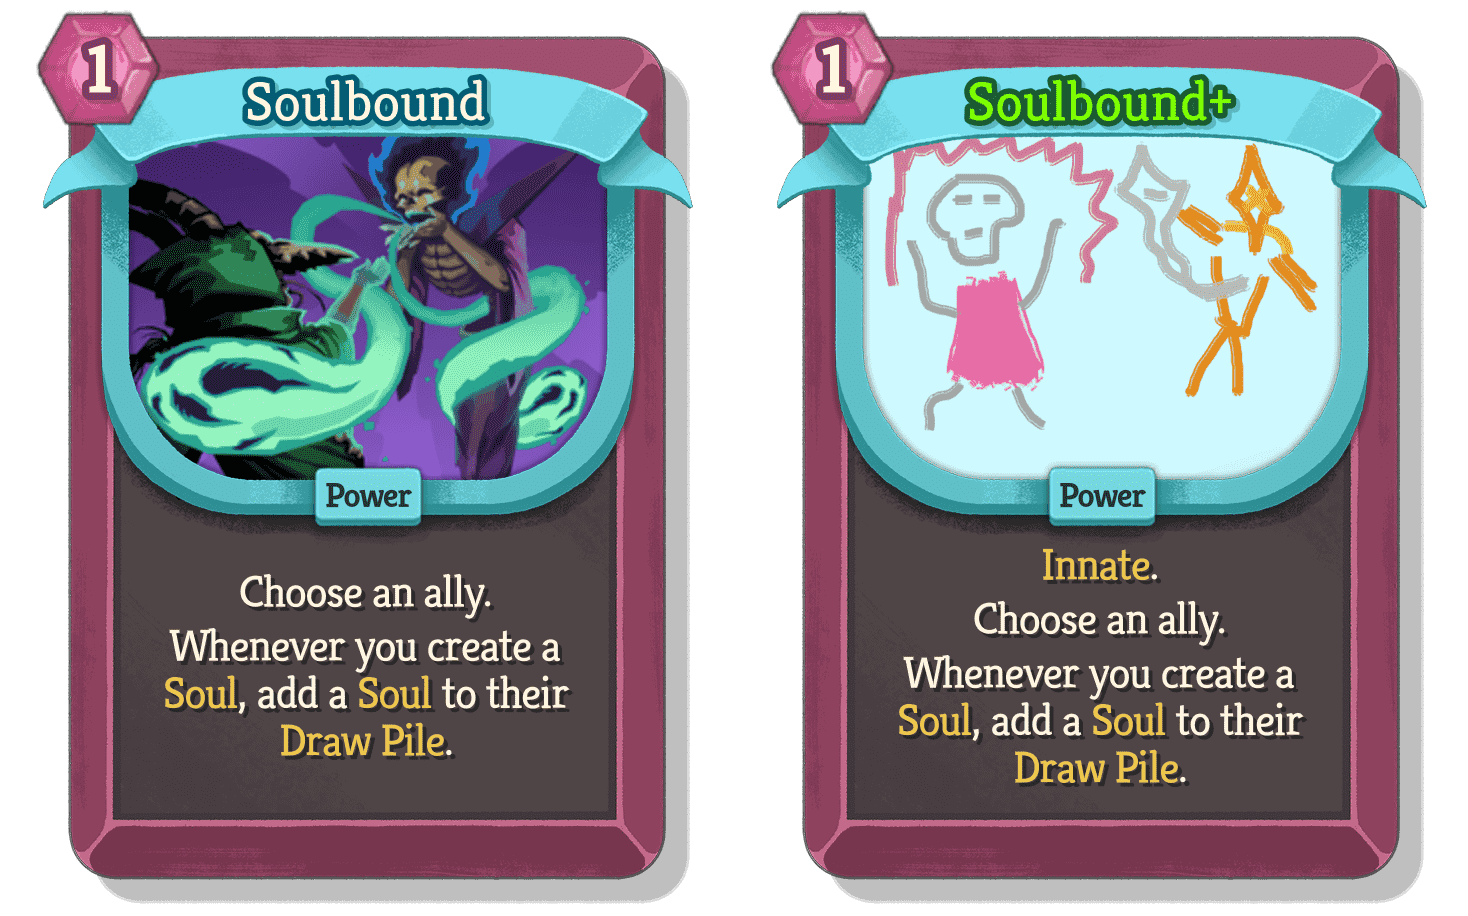 1
Soulbound
Power
Choose an ally.
Whenever you create a
Soul, add a Soul to their
Draw Pile.
1
Soulbound+
Power
Innate.
Choose an ally.
Whenever you create a
Soul, add a Soul to their
Draw Pile.